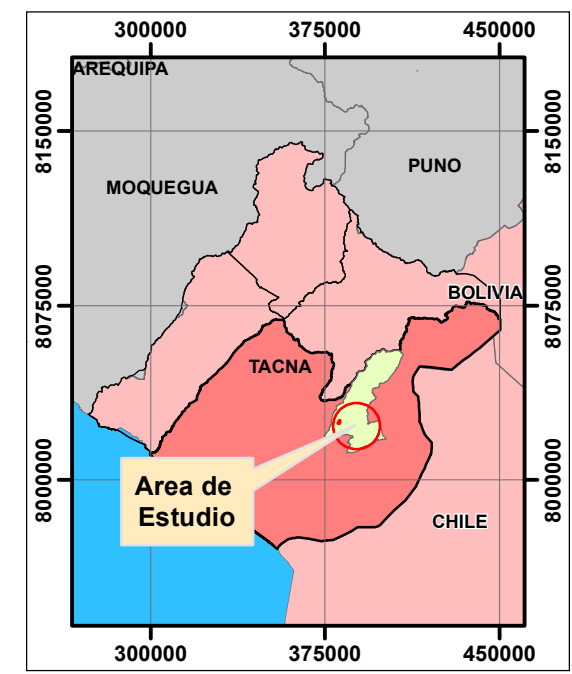 300000 375000 450000
AREQUIPA
8150000 8150000
PUNO
MOQUEGUA
BOLIVIA
8075000 8075000
TACNA
Area de
Estudio
8000000 8000000
CHILE
300000 375000 450000